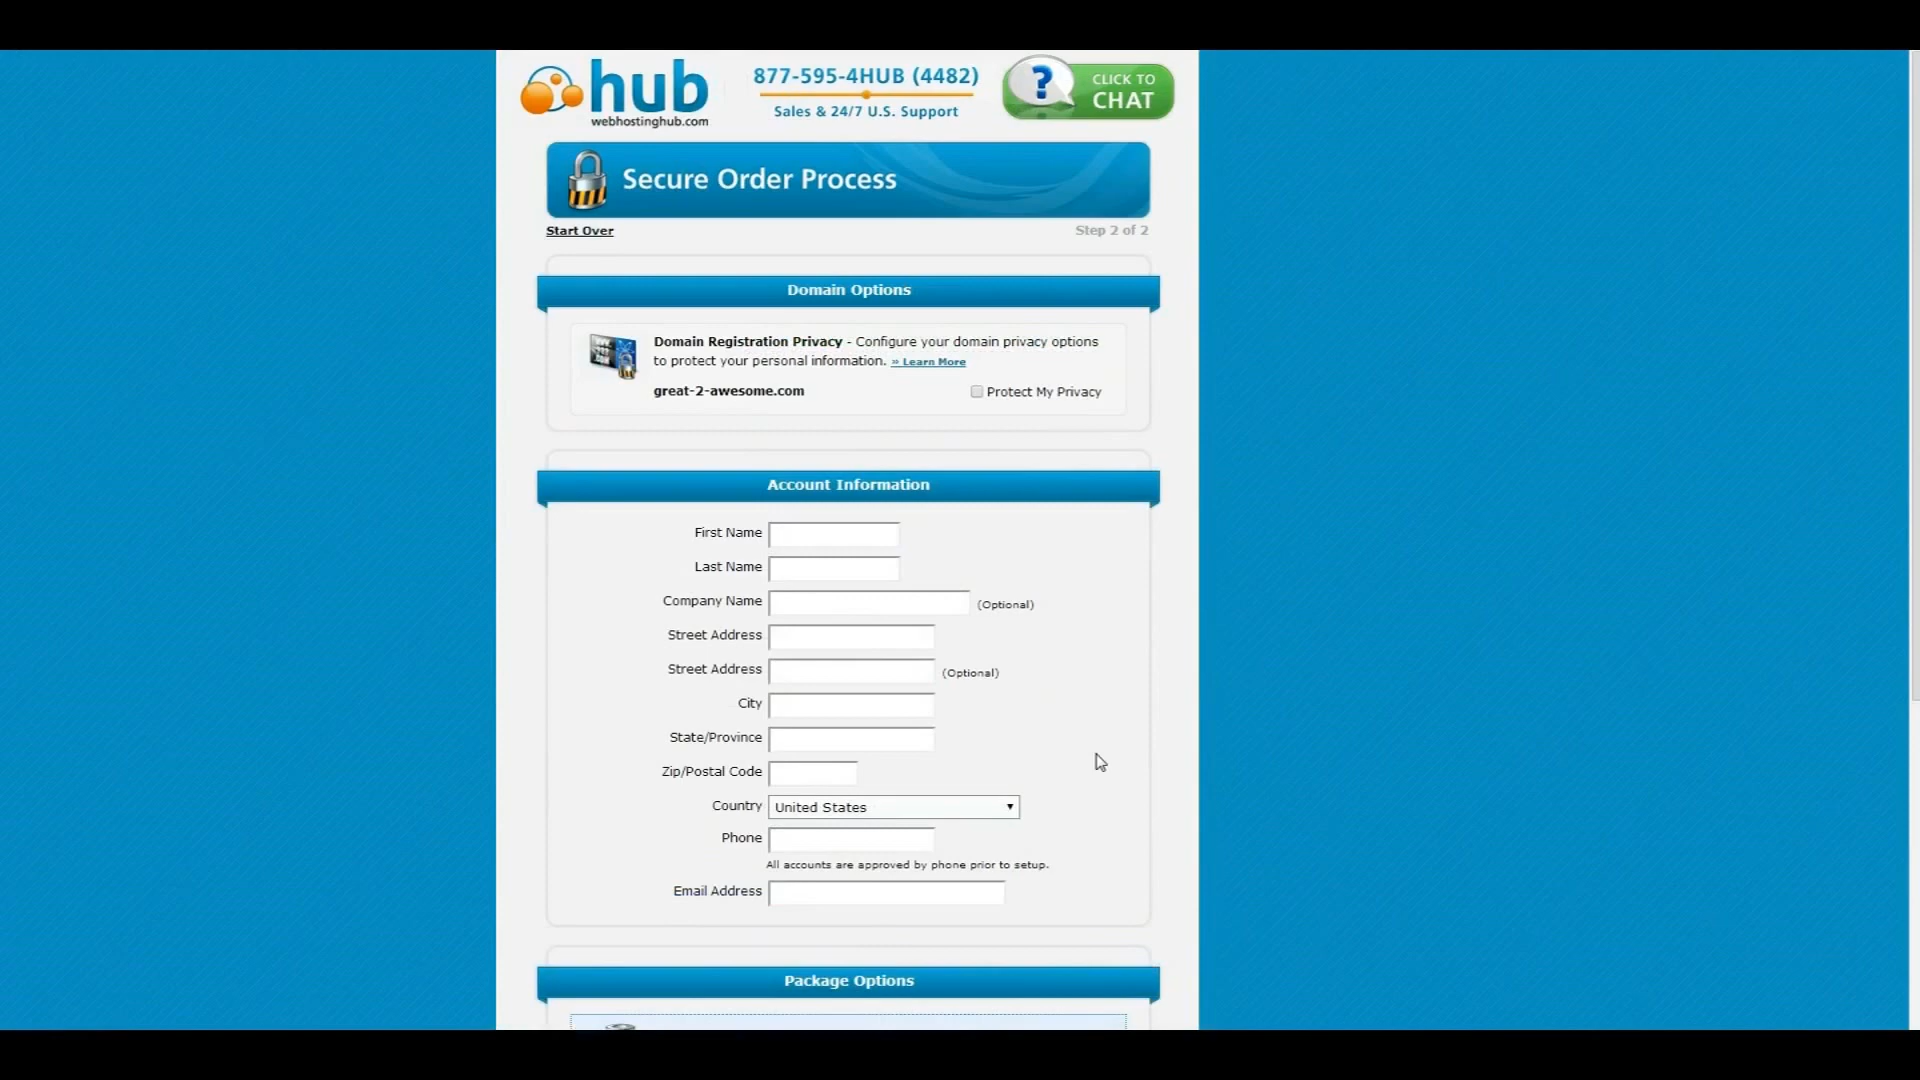 hub
webhostinghub.com
877-595-4HUB (4482)
Sales & 24/7 U.S. Support
?
CLICK TO
CHAT
Secure Order Process
Start Over
Step 2 of 2
Domain Options
Domain Registration Privacy - Configure your domain privacy options
to protect your personal information. » Learn More
great-2-awesome.com
Protect My Privacy
Account Information
First Name
Last Name
Company Name (Optional)
Street Address
Street Address (Optional)
City
State/Province
Zip/Postal Code
Country United States
Phone
All accounts are approved by phone prior to setup.
Email Address
Package Options